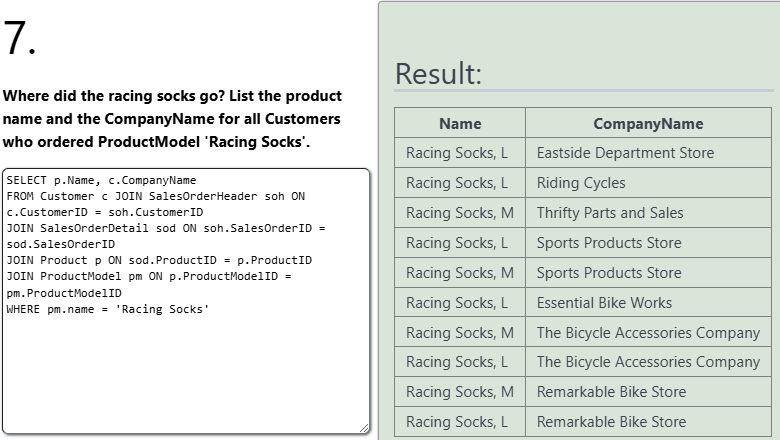 7.
Where did the racing socks go? List the product
name and the CompanyName for all Customers
who ordered ProductModel 'Racing Socks'.
SELECT p.Name, c.CompanyName
FROM Customer c JOIN SalesOrderHeader soh ON
c.CustomerID = soh.CustomerID
JOIN SalesOrderDetail sod ON soh.SalesOrderID =
sod.SalesOrderID
JOIN Product p ON sod.ProductID = p.ProductID
JOIN ProductModel pm ON p.ProductModelID =
pm.ProductModelID
WHERE pm.name = 'Racing Socks'
Result:
Name CompanyName
Racing Socks, L Eastside Department Store
Racing Socks, L Riding Cycles
Racing Socks, M Thrifty Parts and Sales
Racing Socks, L Sports Products Store
Racing Socks, M Sports Products Store
Racing Socks, L Essential Bike Works
Racing Socks, M The Bicycle Accessories Company
Racing Socks, L The Bicycle Accessories Company
Racing Socks, M Remarkable Bike Store
Racing Socks, L Remarkable Bike Store